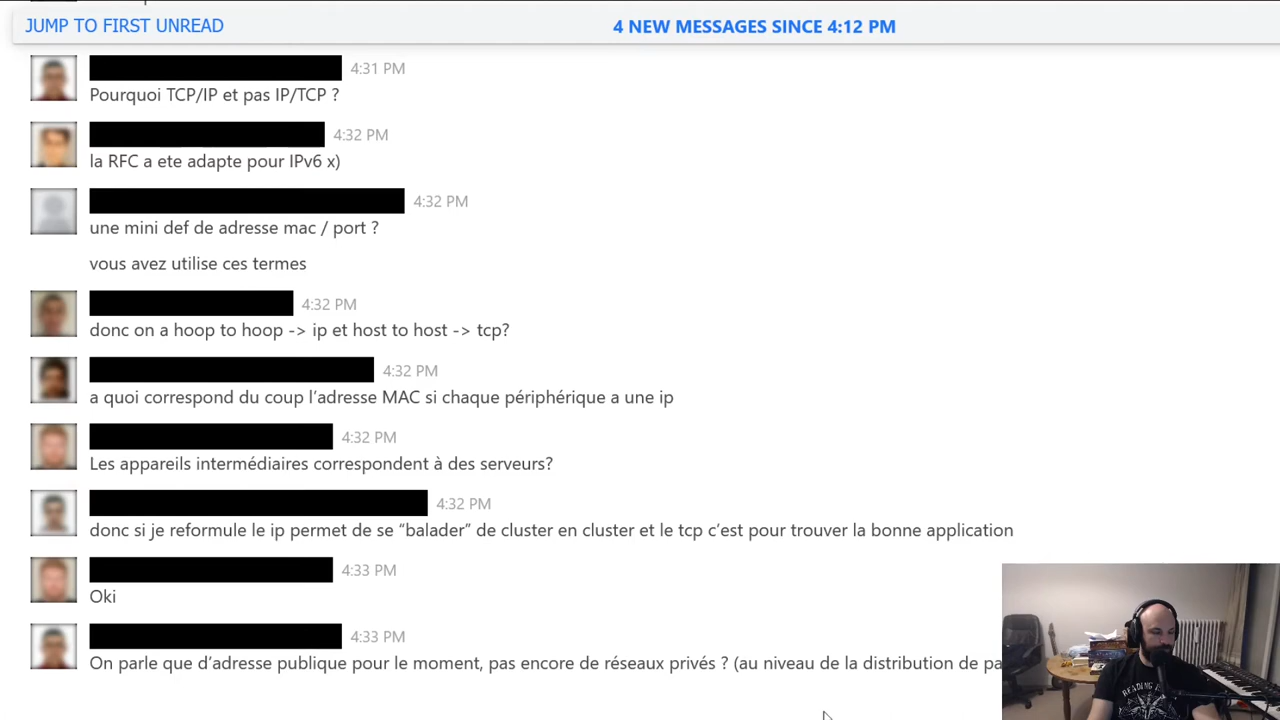 JUMP TO FIRST UNREAD
4 NEW MESSAGES SINCE 4:12 PM
4:31 PM
Pourquoi TCP/IP et pas IP/TCP ?
4:32 PM
la RFC a ete adapte pour IPv6 x)
4:32 PM
une mini def de adresse mac / port ?
vous avez utilise ces termes
4:32 PM
donc on a hoop to hoop -> ip et host to host -> tcp?
4:32 PM
a quoi correspond du coup l’adresse MAC si chaque périphérique a une ip
4:32 PM
Les appareils intermédiaires correspondent à des serveurs?
4:32 PM
donc si je reformule le ip permet de se “balader” de cluster en cluster et le tcp c’est pour trouver la bonne application
4:33 PM
Oki
4:33 PM
On parle que d’adresse publique pour le moment, pas encore de réseaux privés ? (au niveau de la distribution de pa
READING